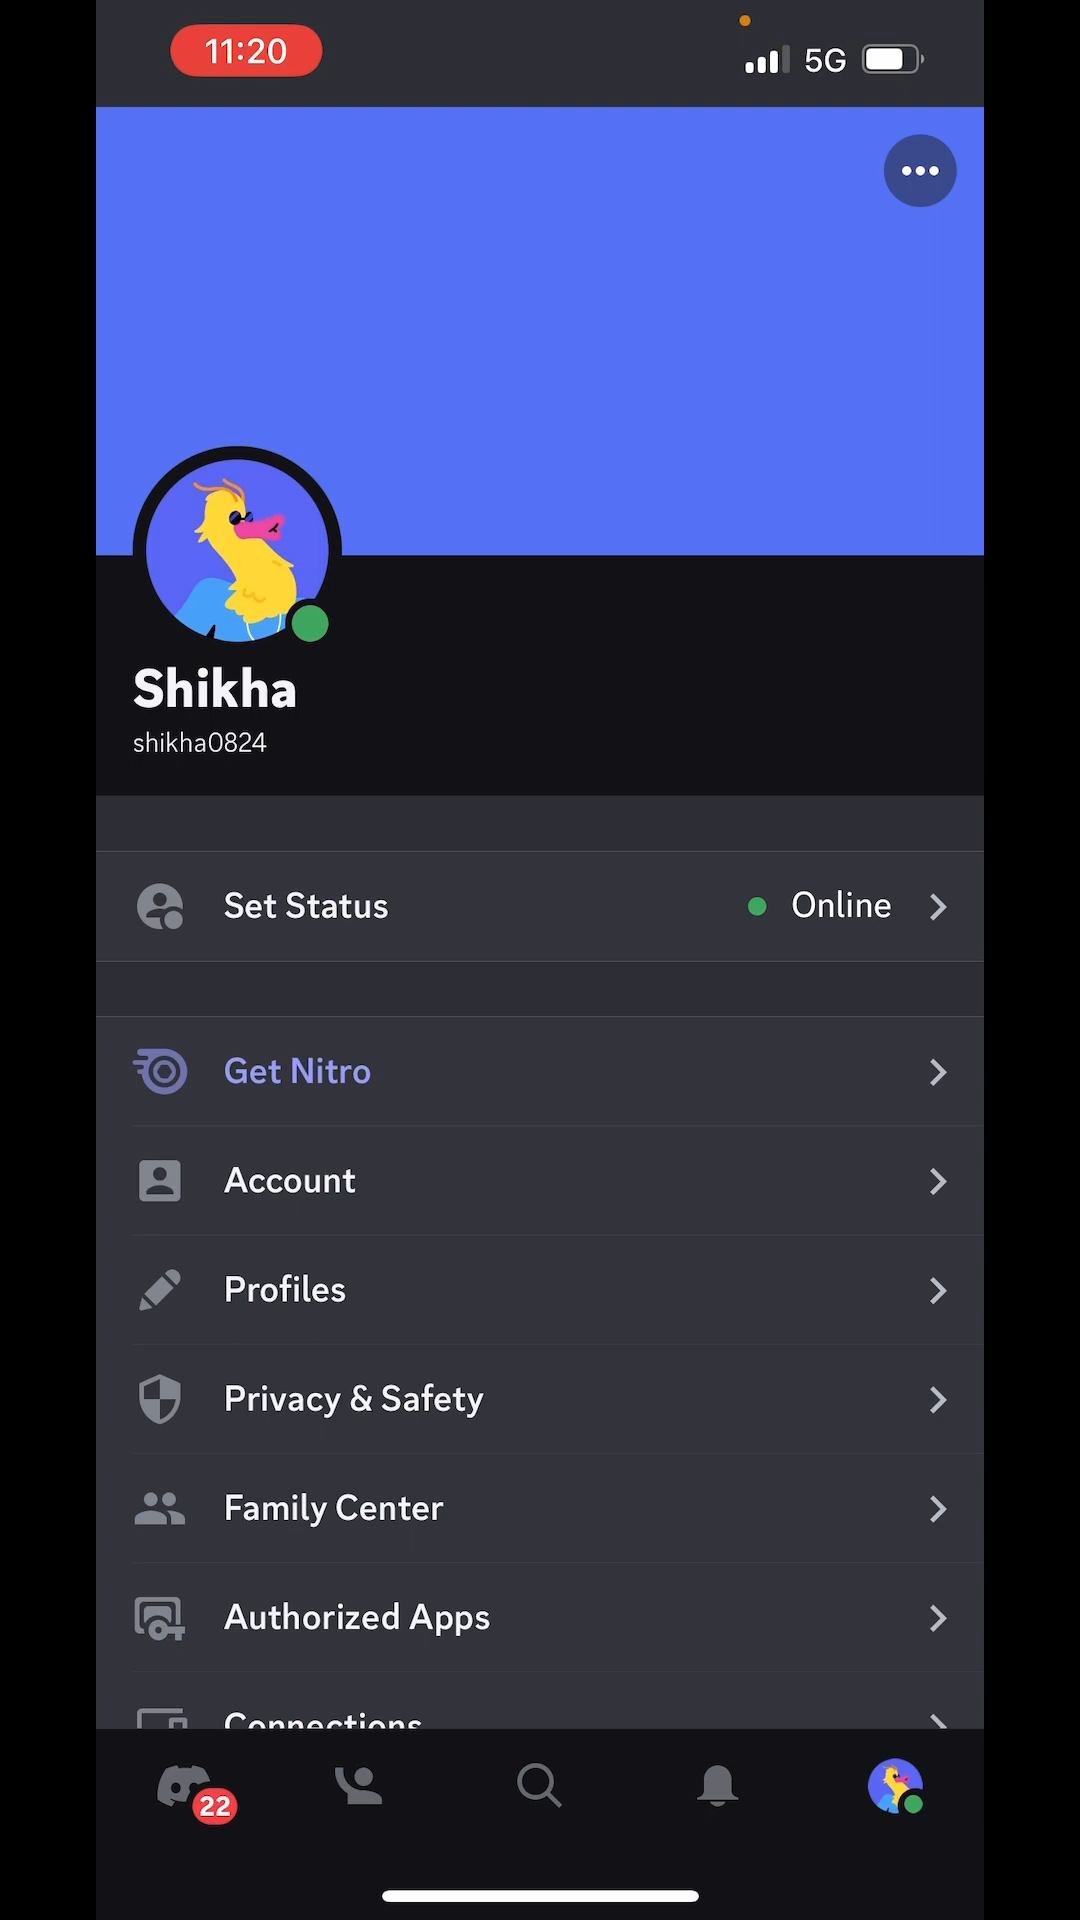 11:20
5G
Shikha
shikha0824
Set Status
Online
Get Nitro
Account
Profiles
Privacy & Safety
Family Center
Authorized Apps
Connections
22